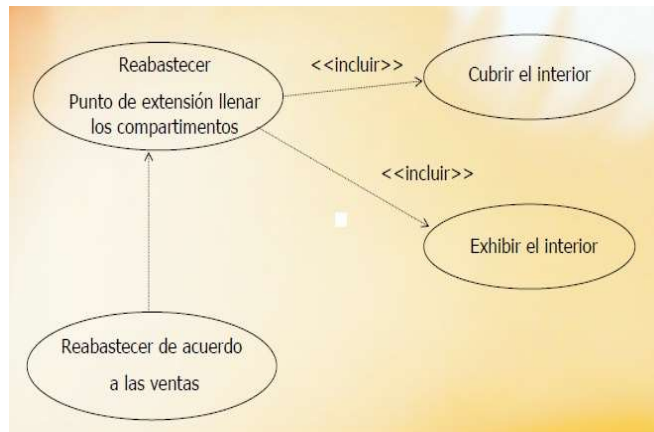 Reabastecer
Punto de extensión llenar
los compartimentos
<<incluir>>
Cubrir el interior
<<incluir>>
Exhibir el interior
Reabastecer de acuerdo
a las ventas